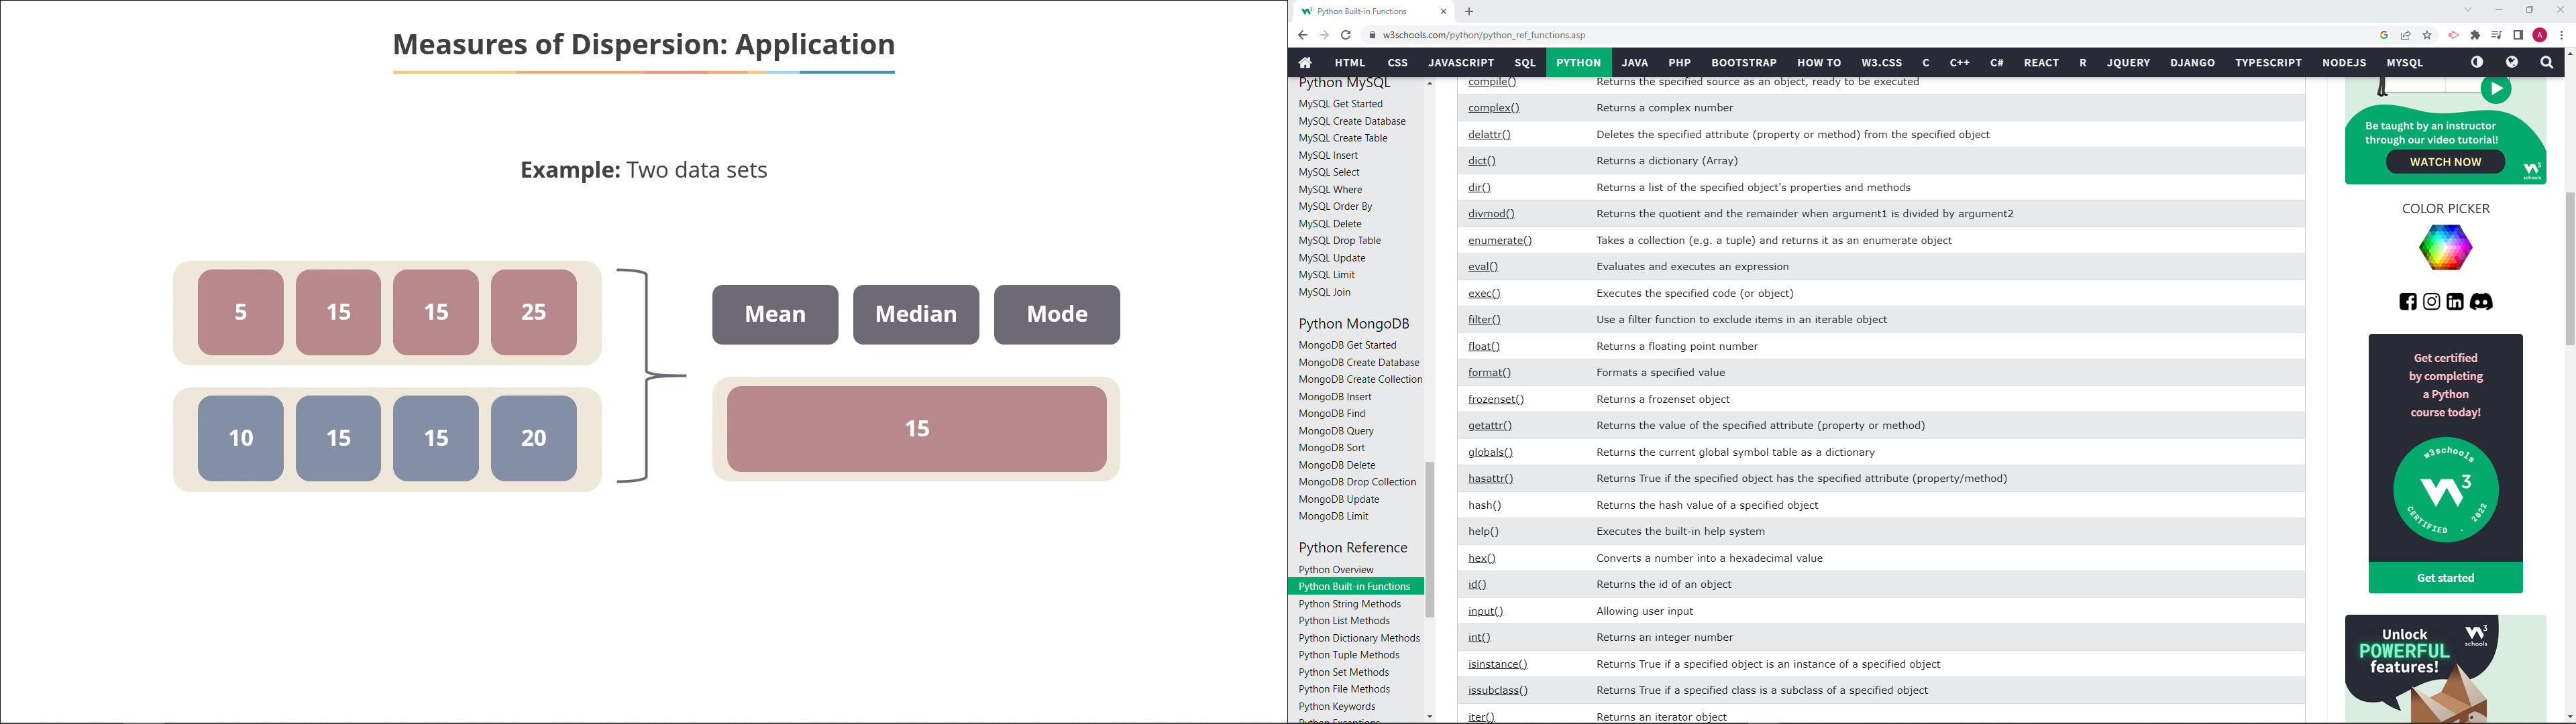 Measures of Dispersion: Application
Example: Two data sets
5 15 15 25
10 15 15 20
Mean Median Mode
15
Python Built-in Functions
w3schools.com/python/python_ref_functions.asp
A
HTML CSS JAVASCRIPT SQL PYTHON JAVA PHP BOOTSTRAP HOW TO W3.CSS C C++ C# REACT R JQUERY DJANGO TYPESCRIPT NODEJS MYSQL
Python MySQL
MySQL Get Started
MySQL Create Database
MySQL Create Table
MySQL Insert
MySQL Select
MySQL Where
MySQL Order By
MySQL Delete
MySQL Drop Table
MySQL Update
MySQL Limit
MySQL Join
Python MongoDB
MongoDB Get Started
MongoDB Create Database
MongoDB Create Collection
MongoDB Insert
MongoDB Find
MongoDB Query
MongoDB Sort
MongoDB Delete
MongoDB Drop Collection
MongoDB Update
MongoDB Limit
Python Reference
Python Overview
Python Built-in Functions
Python String Methods
Python List Methods
Python Dictionary Methods
Python Tuple Methods
Python Set Methods
Python File Methods
Python Keywords
Python Exceptions
compile() Returns the specified source as an object, ready to be executed
complex() Returns a complex number
delattr() Deletes the specified attribute (property or method) from the specified object
dict() Returns a dictionary (Array)
dir() Returns a list of the specified object's properties and methods
divmod() Returns the quotient and the remainder when argument1 is divided by argument2
enumerate() Takes a collection (e.g. a tuple) and returns it as an enumerate object
eval() Evaluates and executes an expression
exec() Executes the specified code (or object)
filter() Use a filter function to exclude items in an iterable object
float() Returns a floating point number
format() Formats a specified value
frozenset() Returns a frozenset object
getattr() Returns the value of the specified attribute (property or method)
globals() Returns the current global symbol table as a dictionary
hasattr() Returns True if the specified object has the specified attribute (property/method)
hash() Returns the hash value of a specified object
help() Executes the built-in help system
hex() Converts a number into a hexadecimal value
id() Returns the id of an object
input() Allowing user input
int() Returns an integer number
isinstance() Returns True if a specified object is an instance of a specified object
issubclass() Returns True if a specified class is a subclass of a specified object
iter() Returns an iterator object
Be taught by an instructor
through our video tutorial!
WATCH NOW
schools
COLOR PICKER
Get certified
by completing
a Python
course today!
w3schools
3
CERTIFIED . 2022
Get started
Unlock
POWERFUL
features!
3
schools